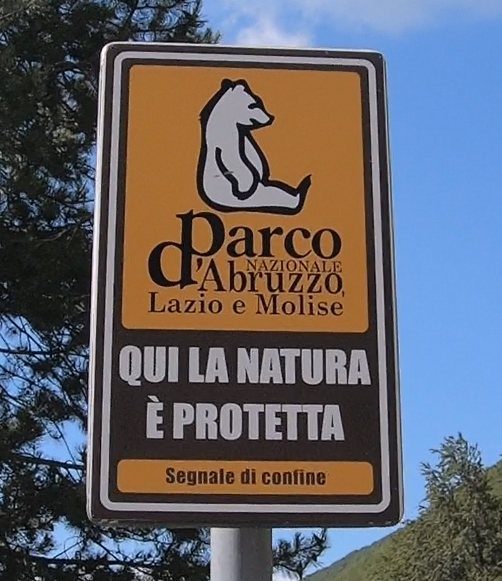 Parco
NAZIONALE
d'Abruzzo,
Lazio e Molise
QUI LA NATURA
È PROTETTA
Segnale di confine